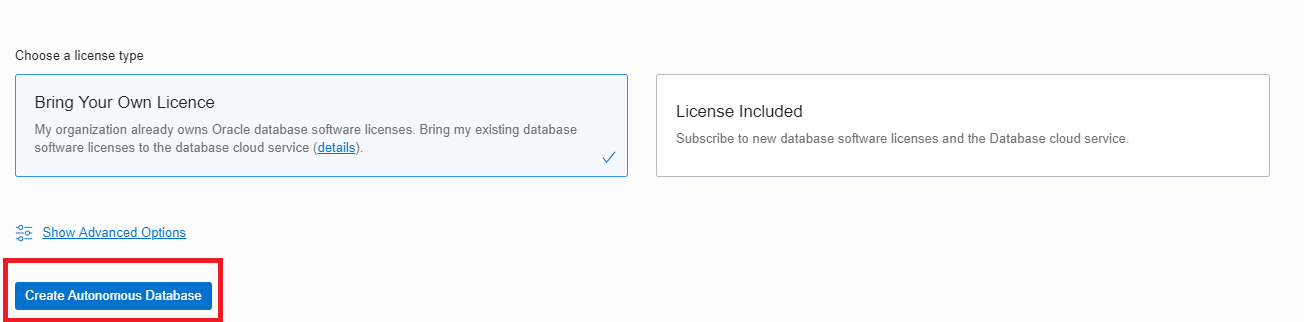 Choose a license type
Bring Your Own Licence
My organization already owns Oracle database software licenses. Bring my existing database
software licenses to the database cloud service (details).
License Included
Subscribe to new database software licenses and the Database cloud service.
Show Advanced Options
Create Autonomous Database